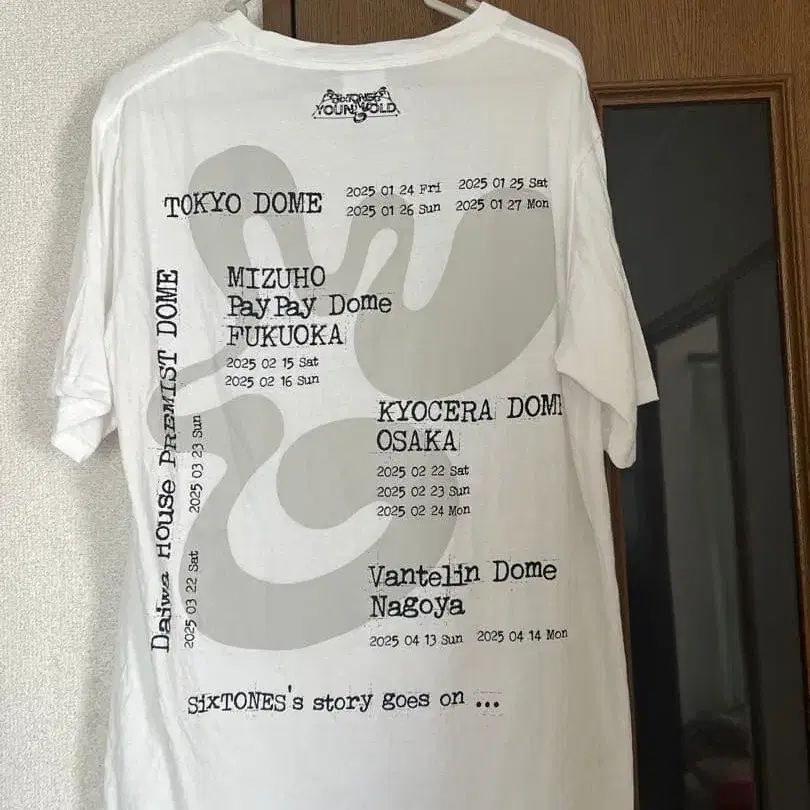 SixTONES
YOUNG OLD
TOKYO DOME
2025 01 24 Fri 2025 01 25 Sat
2025 01 26 Sun 2025 01 27 Mon
MIZUHO
PayPay Dome
FUKUOKA
2025 02 15 Sat
2025 02 16 Sun
Daiwa House PREMIST DOME
2025 03 22 Sat 2025 03 23 Sun
KYOCERA DOME
OSAKA
2025 02 22 Sat
2025 02 23 Sun
2025 02 24 Mon
Vantelin Dome
Nagoya
2025 04 13 Sun 2025 04 14 Mon
SixTONES's story goes on ...